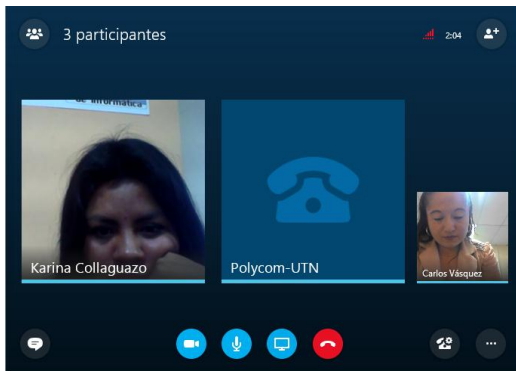 3 participantes
2:04
de Informática"
Karina Collaguazo
Polycom-UTN
Carlos Vásquez